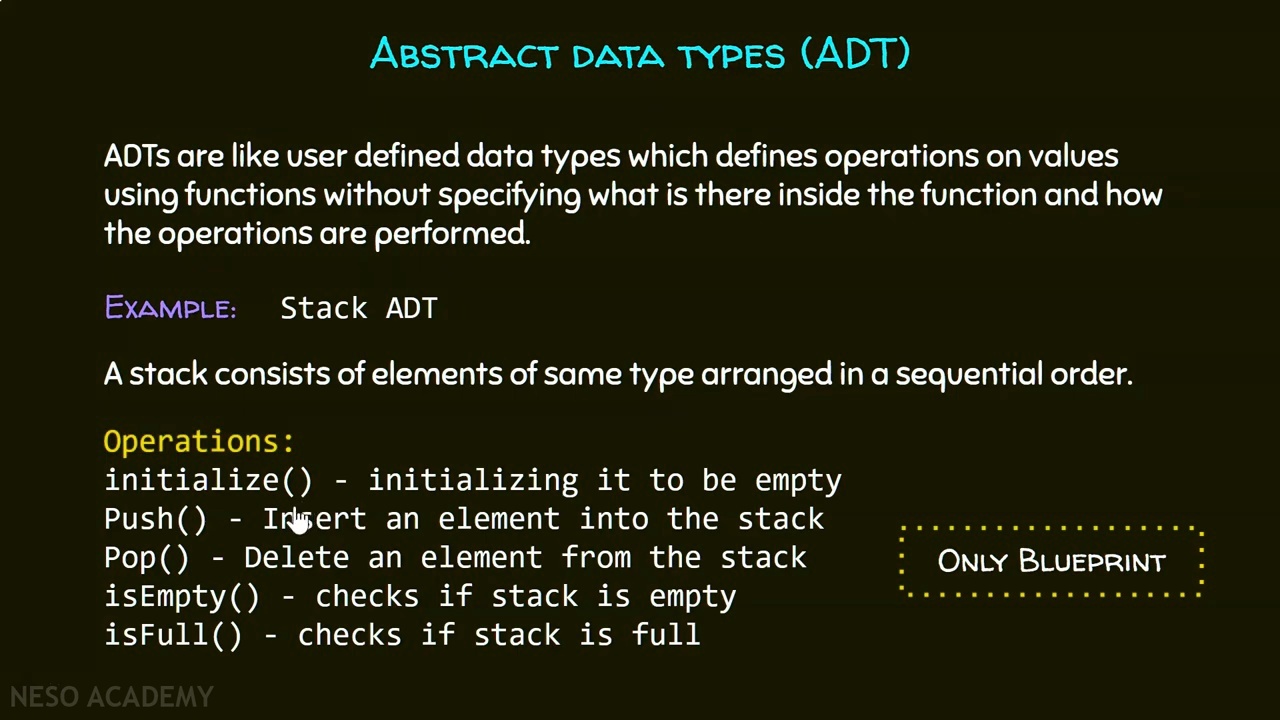 ABSTRACT DATA TYPES (ADT)
ADTs are like user defined data types which defines operations on values
using functions without specifying what is there inside the function and how
the operations are performed.
EXAMPLE: Stack ADT
A stack consists of elements of same type arranged in a sequential order.
Operations:
initialize() - initializing it to be empty
Push() - Insert an element into the stack
Pop() - Delete an element from the stack
ONLY BLUEPRINT
isEmpty() - checks if stack is empty
isFull() - checks if stack is full
NESO ACADEMY